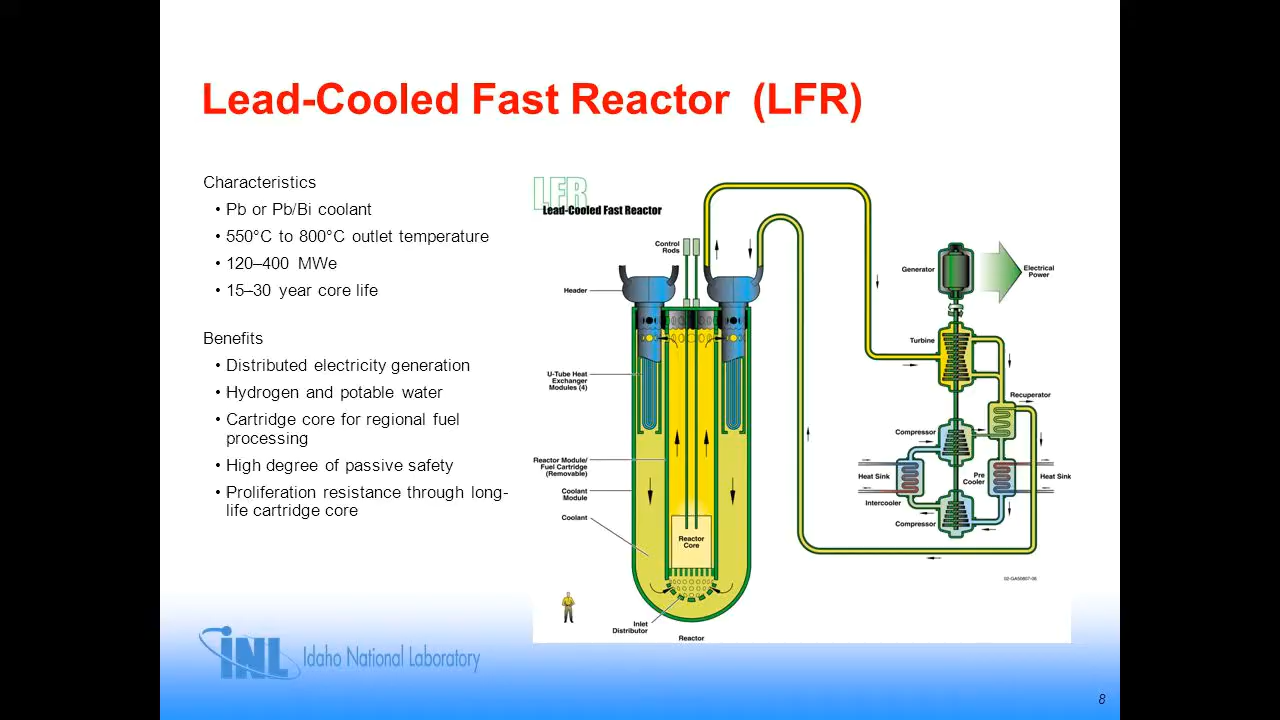 Lead-Cooled Fast Reactor (LFR)
Characteristics
• Pb or Pb/Bi coolant
• 550°C to 800°C outlet temperature
• 120–400 MWe
• 15–30 year core life
Benefits
• Distributed electricity generation
• Hydrogen and potable water
• Cartridge core for regional fuel
processing
• High degree of passive safety
• Proliferation resistance through long-
life cartridge core
LFR
Lead-Cooled Fast Reactor
Control
Rods
Header
U-Tube Heat
Exchanger
Modules (4)
Reactor Module/
Fuel Cartridge
(Removable)
Coolant
Module
Coolant
Reactor
Core
Inlet
Distributor
Reactor
Generator
Electrical
Power
Turbine
Recuperator
Compressor
Heat Sink
Pre
Cooler
Heat Sink
Intercooler
Compressor
02-GA50807-05
INL Idaho National Laboratory
8